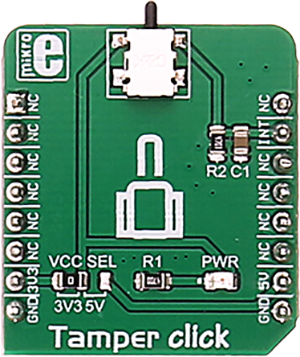 mikro
e
NC
NC
NC
NC
NC
NC
3V3
GND
NC
INT
NC
NC
NC
NC
5V
GND
R2 C1
VCC SEL
3V3 5V
R1
PWR
Tamper click